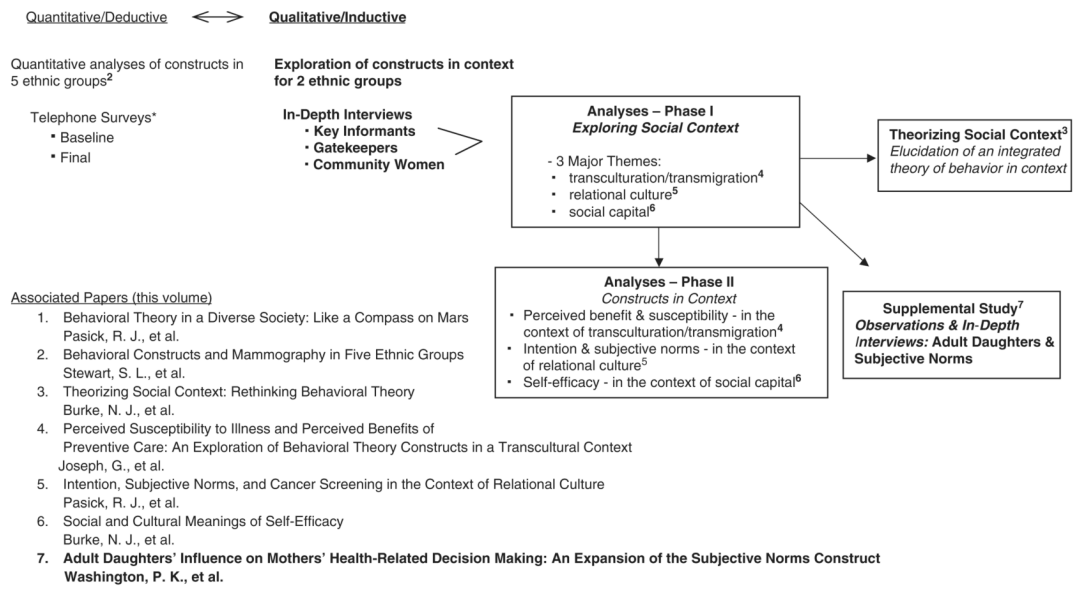 Quantitative/Deductive
Qualitative/Inductive
Quantitative analyses of constructs in
5 ethnic groups2
Exploration of constructs in context
for 2 ethnic groups
Telephone Surveys*
▪ Baseline
▪ Final
In-Depth Interviews
▪ Key Informants
▪ Gatekeepers
▪ Community Women
Analyses – Phase I
Exploring Social Context
- 3 Major Themes:
▪ transculturation/transmigration4
▪ relational culture5
▪ social capital6
Theorizing Social Context3
Elucidation of an integrated
theory of behavior in context
Analyses – Phase II
Constructs in Context
▪ Perceived benefit & susceptibility - in the
context of transculturation/transmigration4
▪ Intention & subjective norms - in the context
of relational culture5
▪ Self-efficacy - in the context of social capital6
Supplemental Study7
Observations & In-Depth
Interviews: Adult Daughters &
Subjective Norms
Associated Papers (this volume)
1. Behavioral Theory in a Diverse Society: Like a Compass on Mars
Pasick, R. J., et al.
2. Behavioral Constructs and Mammography in Five Ethnic Groups
Stewart, S. L., et al.
3. Theorizing Social Context: Rethinking Behavioral Theory
Burke, N. J., et al.
4. Perceived Susceptibility to Illness and Perceived Benefits of
Preventive Care: An Exploration of Behavioral Theory Constructs in a Transcultural Context
Joseph, G., et al.
5. Intention, Subjective Norms, and Cancer Screening in the Context of Relational Culture
Pasick, R. J., et al.
6. Social and Cultural Meanings of Self-Efficacy
Burke, N. J., et al.
7. Adult Daughters' Influence on Mothers' Health-Related Decision Making: An Expansion of the Subjective Norms Construct
Washington, P. K., et al.